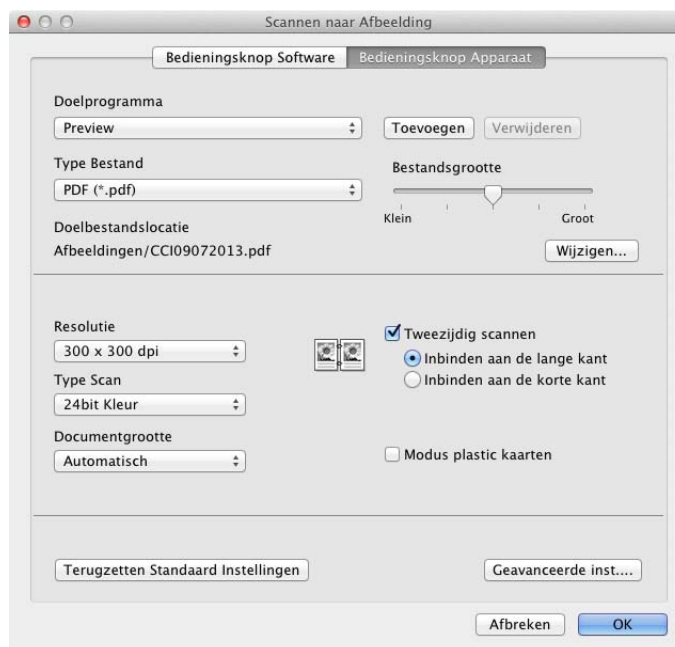 Scannen naar Afbeelding
Bedieningsknop Software Bedieningsknop Apparaat
Doelprogramma
Preview Toevoegen Verwijderen
Type Bestand Bestandsgrootte
PDF (*.pdf)
Klein Groot
Doelbestandslocatie
Afbeeldingen/CCI09072013.pdf Wijzigen...
Resolutie
300 x 300 dpi
Type Scan
24bit Kleur
Documentgrootte
Automatisch
Tweezijdig scannen
Inbinden aan de lange kant
Inbinden aan de korte kant
Modus plastic kaarten
Terugzetten Standaard Instellingen Geavanceerde inst....
Afbreken OK